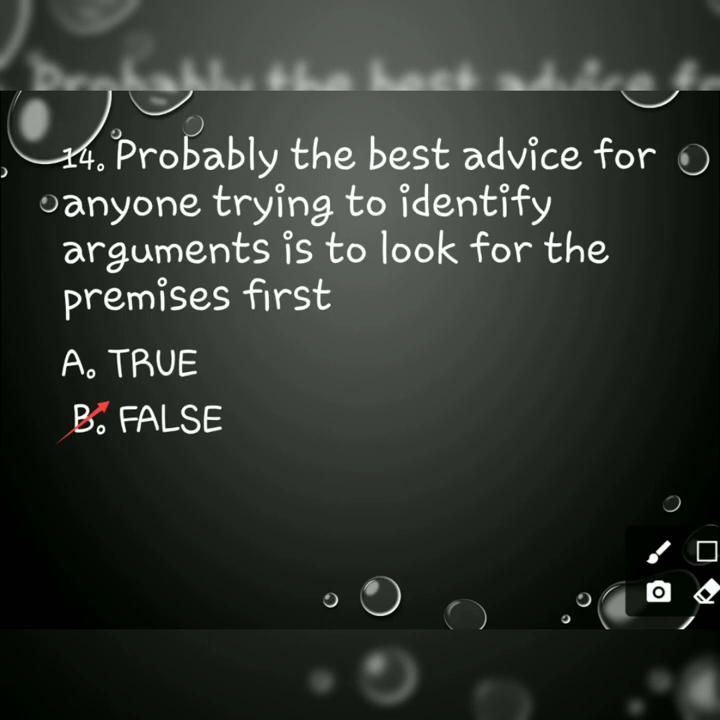 14. Probably the best advice for
anyone trying to identify
arguments is to look for the
premises first
A. TRUE
B. FALSE